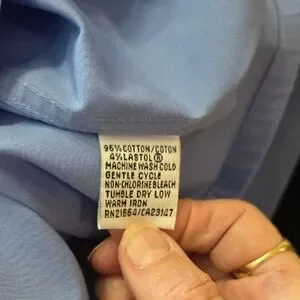 96% COTTON/COTON
4% LASTOL®
MACHINE WASH COLD
GENTLE CYCLE
NON-CHLORINE BLEACH
TUMBLE DRY LOW
WARM IRON
RN21564/CA23147